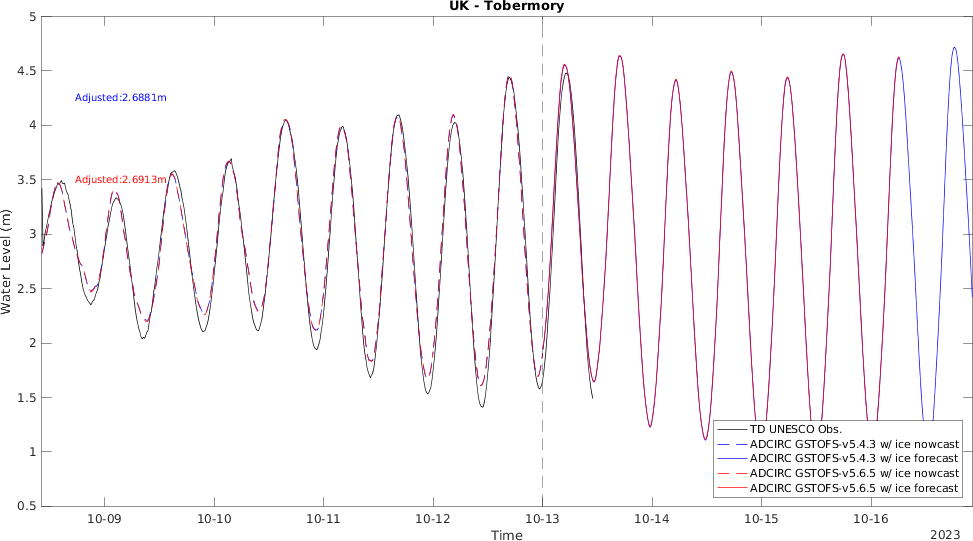 UK - Tobermory
5
4.5
4
3.5
3
2.5
2
1.5
1
0.5
Water Level (m)
Adjusted:2.6881m
Adjusted:2.6913m
TD UNESCO Obs.
ADCIRC GSTOFS-v5.4.3 w/ ice nowcast
ADCIRC GSTOFS-v5.4.3 w/ ice forecast
ADCIRC GSTOFS-v5.6.5 w/ ice nowcast
ADCIRC GSTOFS-v5.6.5 w/ ice forecast
10-09 10-10 10-11 10-12 10-13 10-14 10-15 10-16
Time
2023